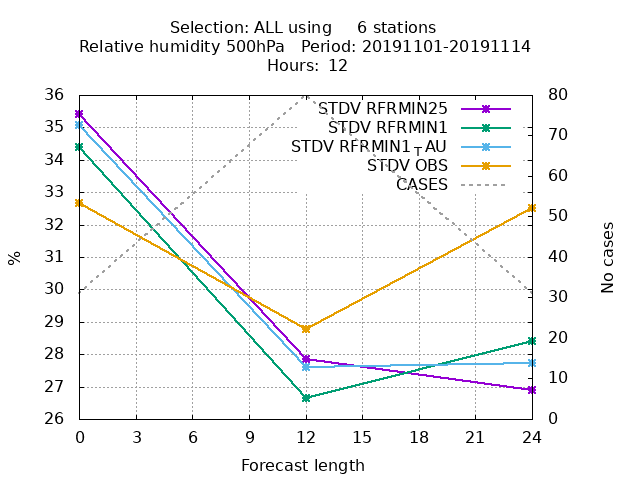 Selection: ALL using     6 stations
Relative humidity 500hPa   Period: 20191101-20191114
Hours: 12
STDV RFRMIN25
STDV RFRMIN1
STDV RFRMIN1_TAU
STDV OBS
CASES
36
35
34
33
32
31
30
29
28
27
26
%
80
70
60
50
40
30
20
10
0
No cases
0 3 6 9 12 15 18 21 24
Forecast length